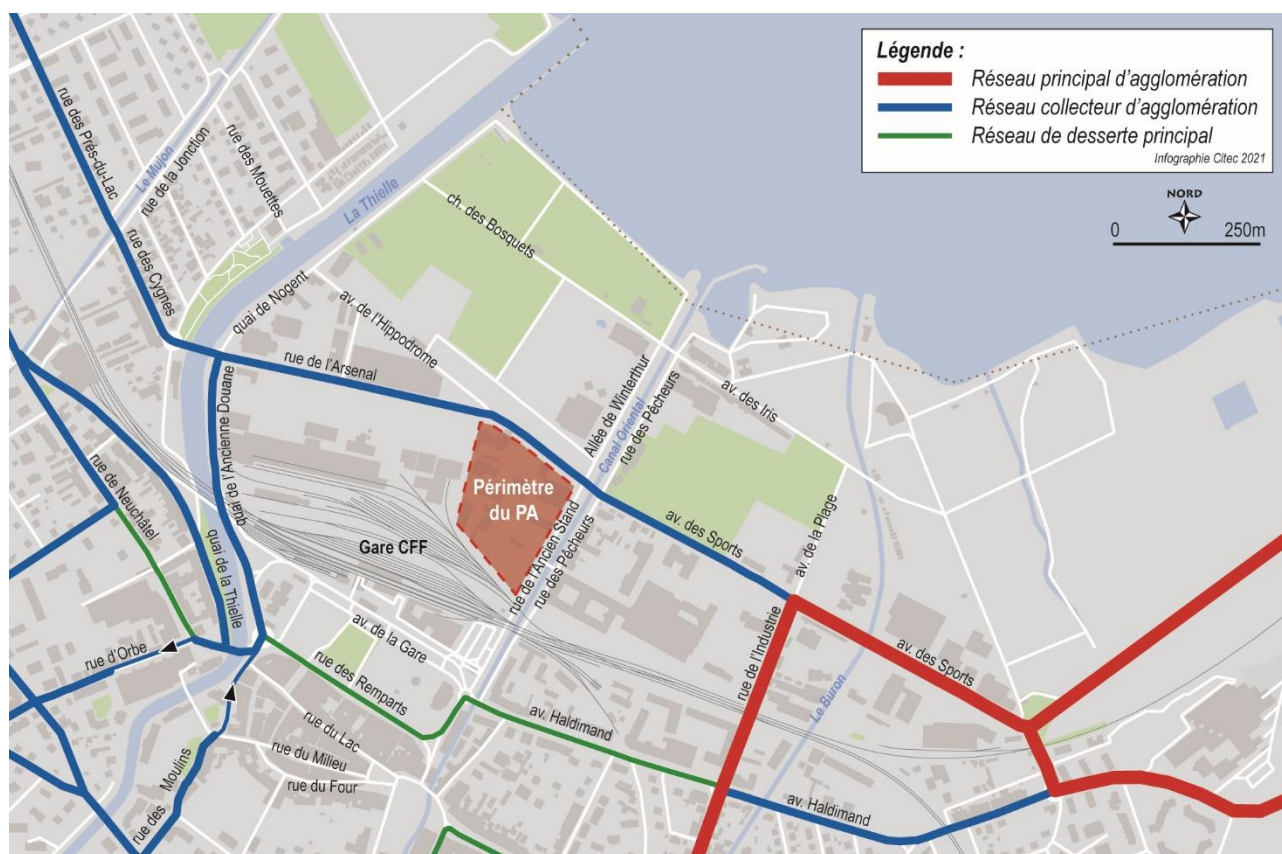 Légende :
Réseau principal d'agglomération
Réseau collecteur d'agglomération
Réseau de desserte principal
Infographie Citec 2021
NORD
0 250m
rue des Prés-du-Lac
Le Mujon
rue de la Jonction
rue des Mouettes
rue des Cygnes
La Thielle
quai de Nogent
ch. des Bosquets
av. de l'Hippodrome
rue de l'Arsenal
Allée de Winterthur
Canal Oriental
rue des Pêcheurs
av. des Iris
quai de l'Ancienne Douane
rue de Neuchâtel
quai de la Thielle
Périmètre
du PA
Gare CFF
rue de l'Ancien Stand
rue des Pêcheurs
av. des Sports
av. de la Plage
rue de l'Industrie
av. des Sports
Le Buron
rue d'Orbe
av. de la Gare
rue des Remparts
av. Haldimand
rue du Lac
rue du Milieu
rue du Four
rue des Moulins
av. Haldimand